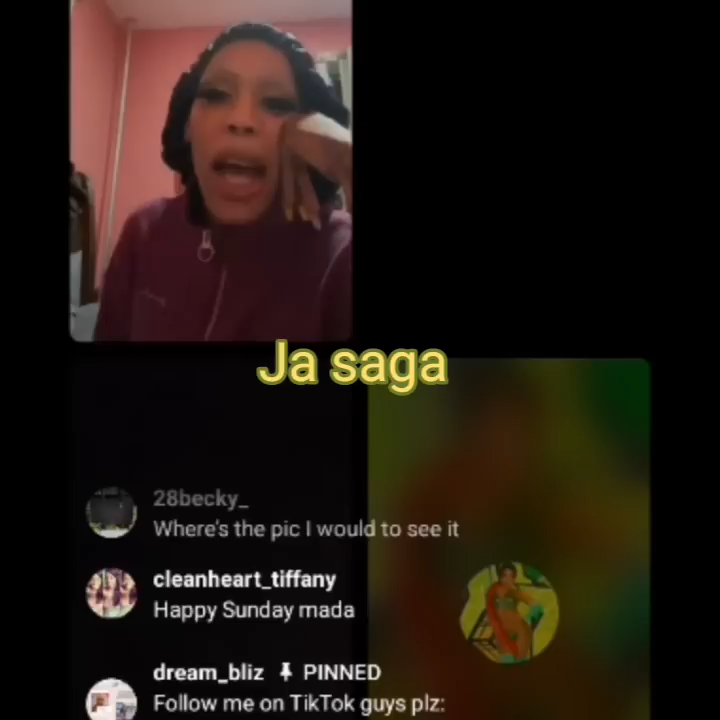 Ja saga
28becky_
Where's the pic I would to see it
cleanheart_tiffany
Happy Sunday mada
dream_bliz PINNED
Follow me on TikTok guys plz: